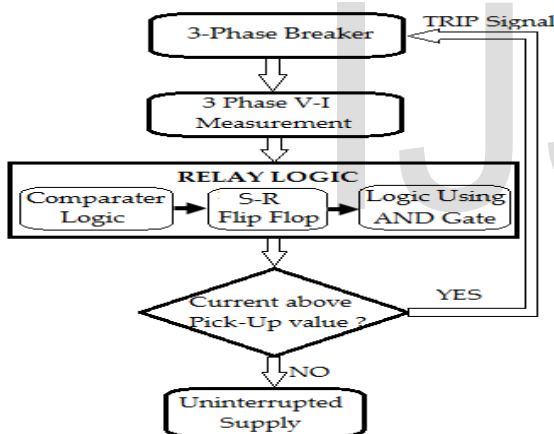 TRIP Signal
3-Phase Breaker
3 Phase V-I
Measurement
RELAY LOGIC
Comparater
Logic
S-R
Flip Flop
Logic Using
AND Gate
Current above
Pick-Up value ?
YES
NO
Uninterrupted
Supply